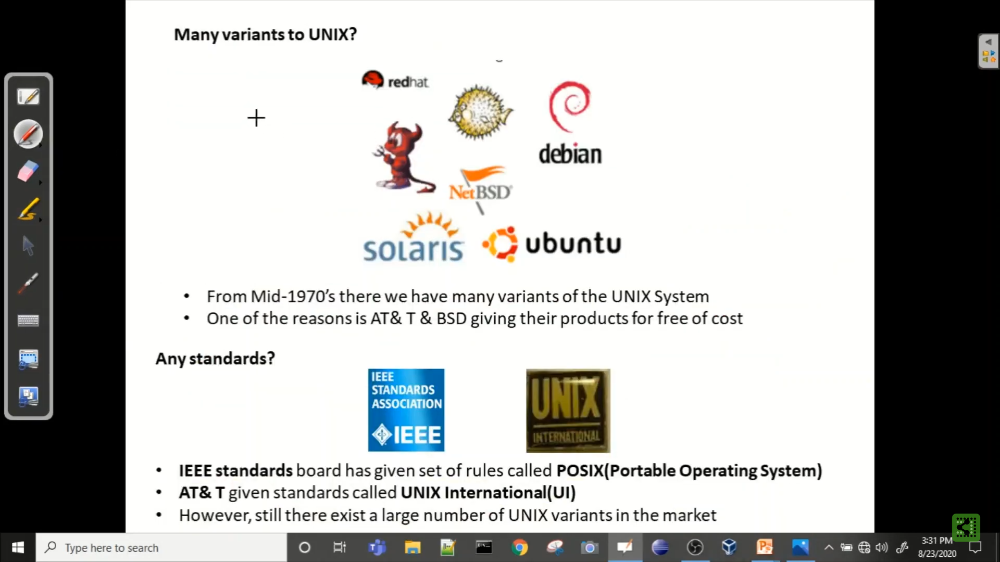 Many variants to UNIX?
redhat
debian
NetBSD®
solaris
ubuntu
• From Mid-1970's there we have many variants of the UNIX System
• One of the reasons is AT& T & BSD giving their products for free of cost
Any standards?
IEEE
STANDARDS
ASSOCIATION
IEEE
UNIX
INTERNATIONAL
• IEEE standards board has given set of rules called POSIX(Portable Operating System)
• AT& T given standards called UNIX International(UI)
• However, still there exist a large number of UNIX variants in the market
Type here to search
3:31 PM
8/23/2020